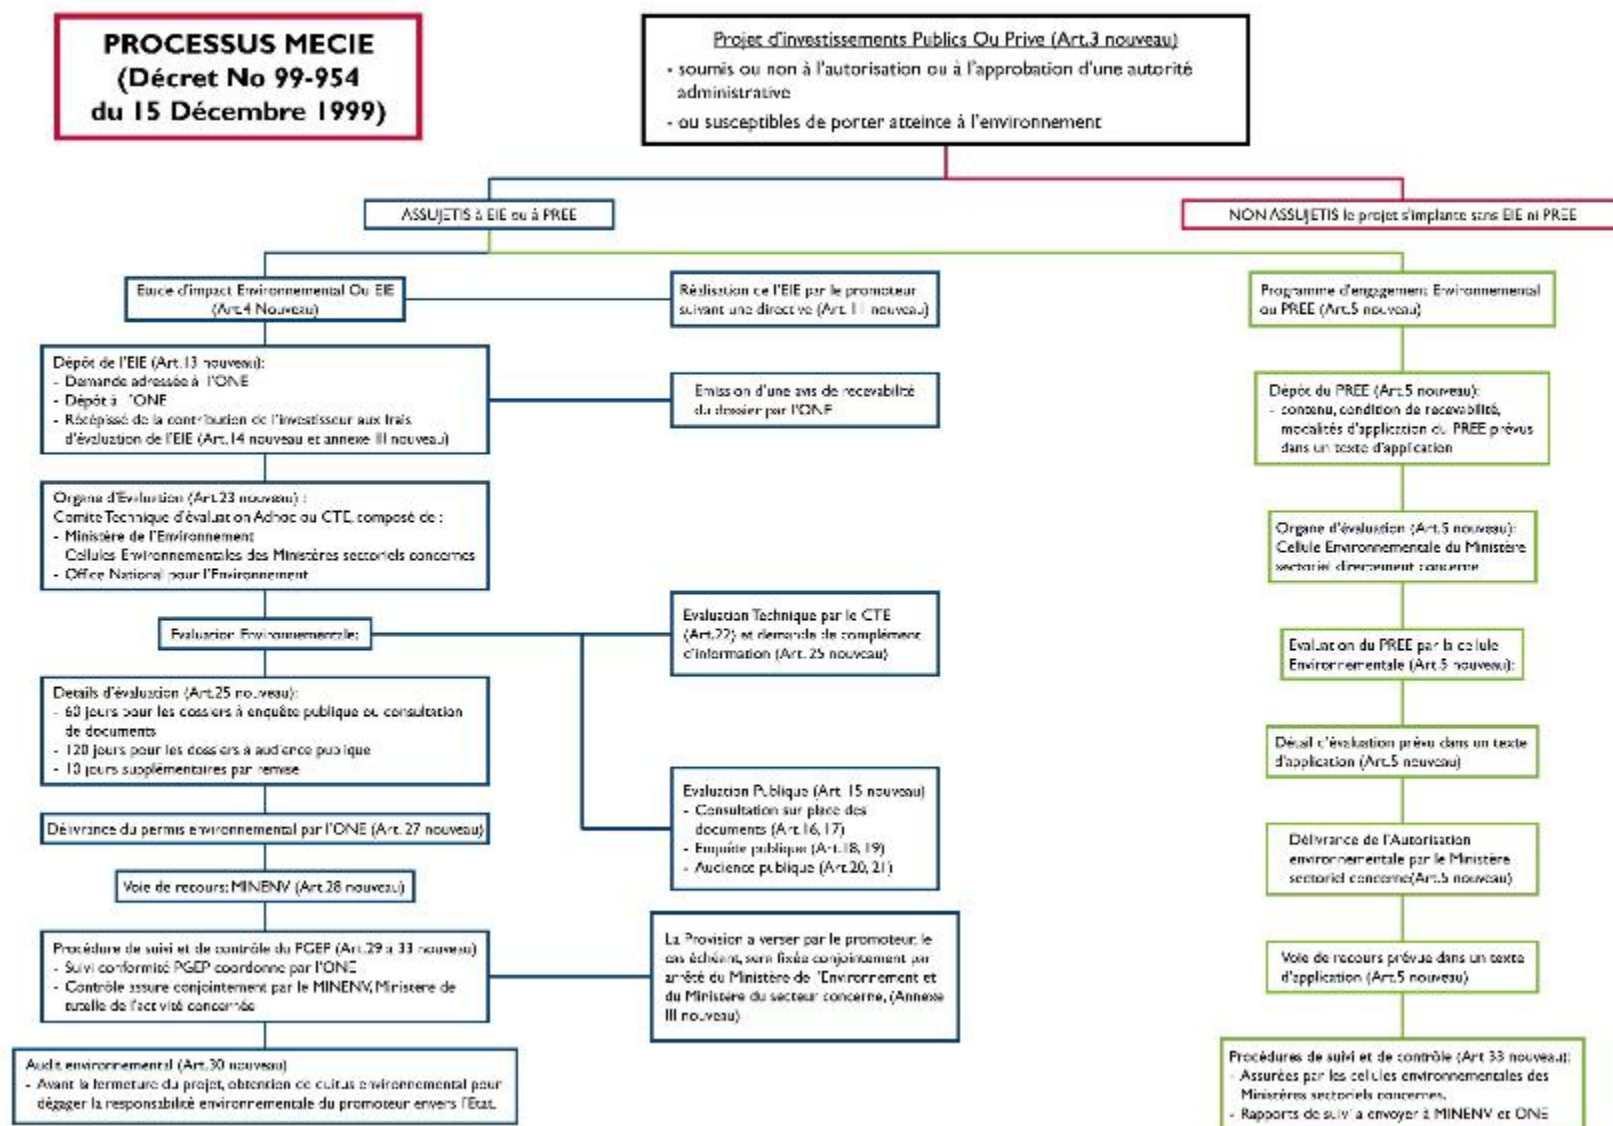 PROCESSUS MECIE
(Décret No 99-954
du 15 Décembre 1999)
Projet d'investissements Publics Ou Prive (Art.3 nouveau)
- soumis ou non à l'autorisation ou à l'approbation d'une autorité
administrative
- ou susceptibles de porter atteinte à l'environnement
ASSUJETIS à EIE ou à PREE
NON ASSUJETIS le projet s'implante sans EIE ni PREE
Etude d'impact Environnemental Ou EIE
(Art.4 Nouveau)
Réalisation de l'EIE par le promoteur
suivant une directive (Art. 11 nouveau)
Dépôt de l'EIE (Art.13 nouveau):
- Demande adressée à l'ONE
- Dépôt à l'ONE
- Récépissé de la contribution de l'investisseur aux frais
d'évaluation de l'EIE (Art.14 nouveau et annexe III nouveau)
Emission d'une avis de recevabilité
du dossier par l'ONE
Organe d'Evaluation (Art.23 nouveau) :
Comite Technique d'évaluation Adhoc ou CTE, composé de :
- Ministère de l'Environnement
Cellules Environnementales des Ministères sectoriels concernes
- Office National pour l'Environnement
Evaluation Environnementale:
Evaluation Technique par le CTE
(Art.22) et demande de complément
d'information (Art. 25 nouveau)
Details d'évaluation (Art.25 nouveau):
- 60 jours pour les dossiers à enquête publique ou consultation
de documents
- 120 jours pour les dossiers à audience publique
- 10 jours supplémentaires par remise
Evaluation Publique (Art. 15 nouveau)
- Consultation sur place des
documents (Art.16, 17)
- Enquête publique (Art.18, 19)
- Audience publique (Art.20, 21)
Délivrance du permis environnemental par l'ONE (Art. 27 nouveau)
Voie de recours: MINENV (Art.28 nouveau)
Procédure de suivi et de contrôle du PGEP (Art.29 a 33 nouveau)
- Suivi conformité PGEP coordonne par l'ONE
- Contrôle assure conjointement par le MINENV, Ministère de
tutelle de l'activité concernée
La Provision a verser par le promoteur, le
cas échéant, sera fixée conjointement par
arrêté du Ministère de l'Environnement et
du Ministère du secteur concerne, (Annexe
III nouveau)
Audit environnemental (Art.30 nouveau)
- Avant la fermeture du projet, obtention de quitus environnemental pour
dégager la responsabilité environnementale du promoteur envers l'Etat.
Programme d'engagement Environnemental
ou PREE (Art.5 nouveau)
Dépôt du PREE (Art.5 nouveau):
- contenu, condition de recevabilité,
modalités d'application du PREE prévus
dans un texte d'application
Organe d'évaluation (Art.5 nouveau):
Cellule Environnementale du Ministère
sectoriel directement concerne
Evaluation du PREE par la cellule
Environnementale (Art.5 nouveau):
Détail d'évaluation prévu dans un texte
d'application (Art.5 nouveau)
Délivrance de l'Autorisation
environnementale par le Ministère
sectoriel concerne(Art.5 nouveau)
Voie de recours prévue dans un texte
d'application (Art.5 nouveau)
Procédures de suivi et de contrôle (Art 33 nouveau):
- Assurées par les cellules environnementales des
Ministères sectoriels concernes,
- Rapports de suivi a envoyer à MINENV et ONE